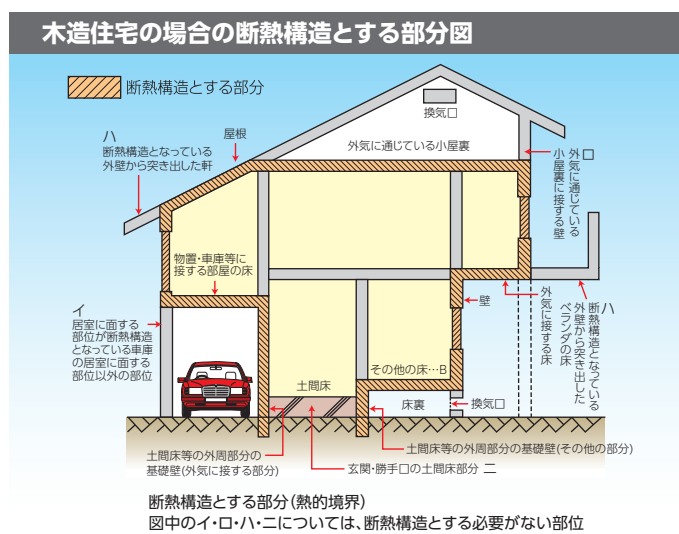 木造住宅の場合の断熱構造とする部分図
断熱構造とする部分
換気口
外気に通じている小屋裏
屋根
ハ
断熱構造となっている
外壁から突き出した軒
ロ
外気に通じている
小屋裏に接する壁
物置・車庫等に
接する部屋の床
イ
居室に面する
部位が断熱構造
となっている車庫
の居室に面する
部位以外の部位
壁
外気に接する床
ハ
断熱構造となっている
外壁から突き出した
ベランダの床
その他の床…B
土間床
床裏
換気口
土間床等の外周部分の
基礎壁(外気に接する部分)
土間床等の外周部分の基礎壁(その他の部分)
玄関・勝手口の土間床部分 ニ
断熱構造とする部分(熱的境界)
図中のイ・ロ・ハ・ニについては、断熱構造とする必要がない部位